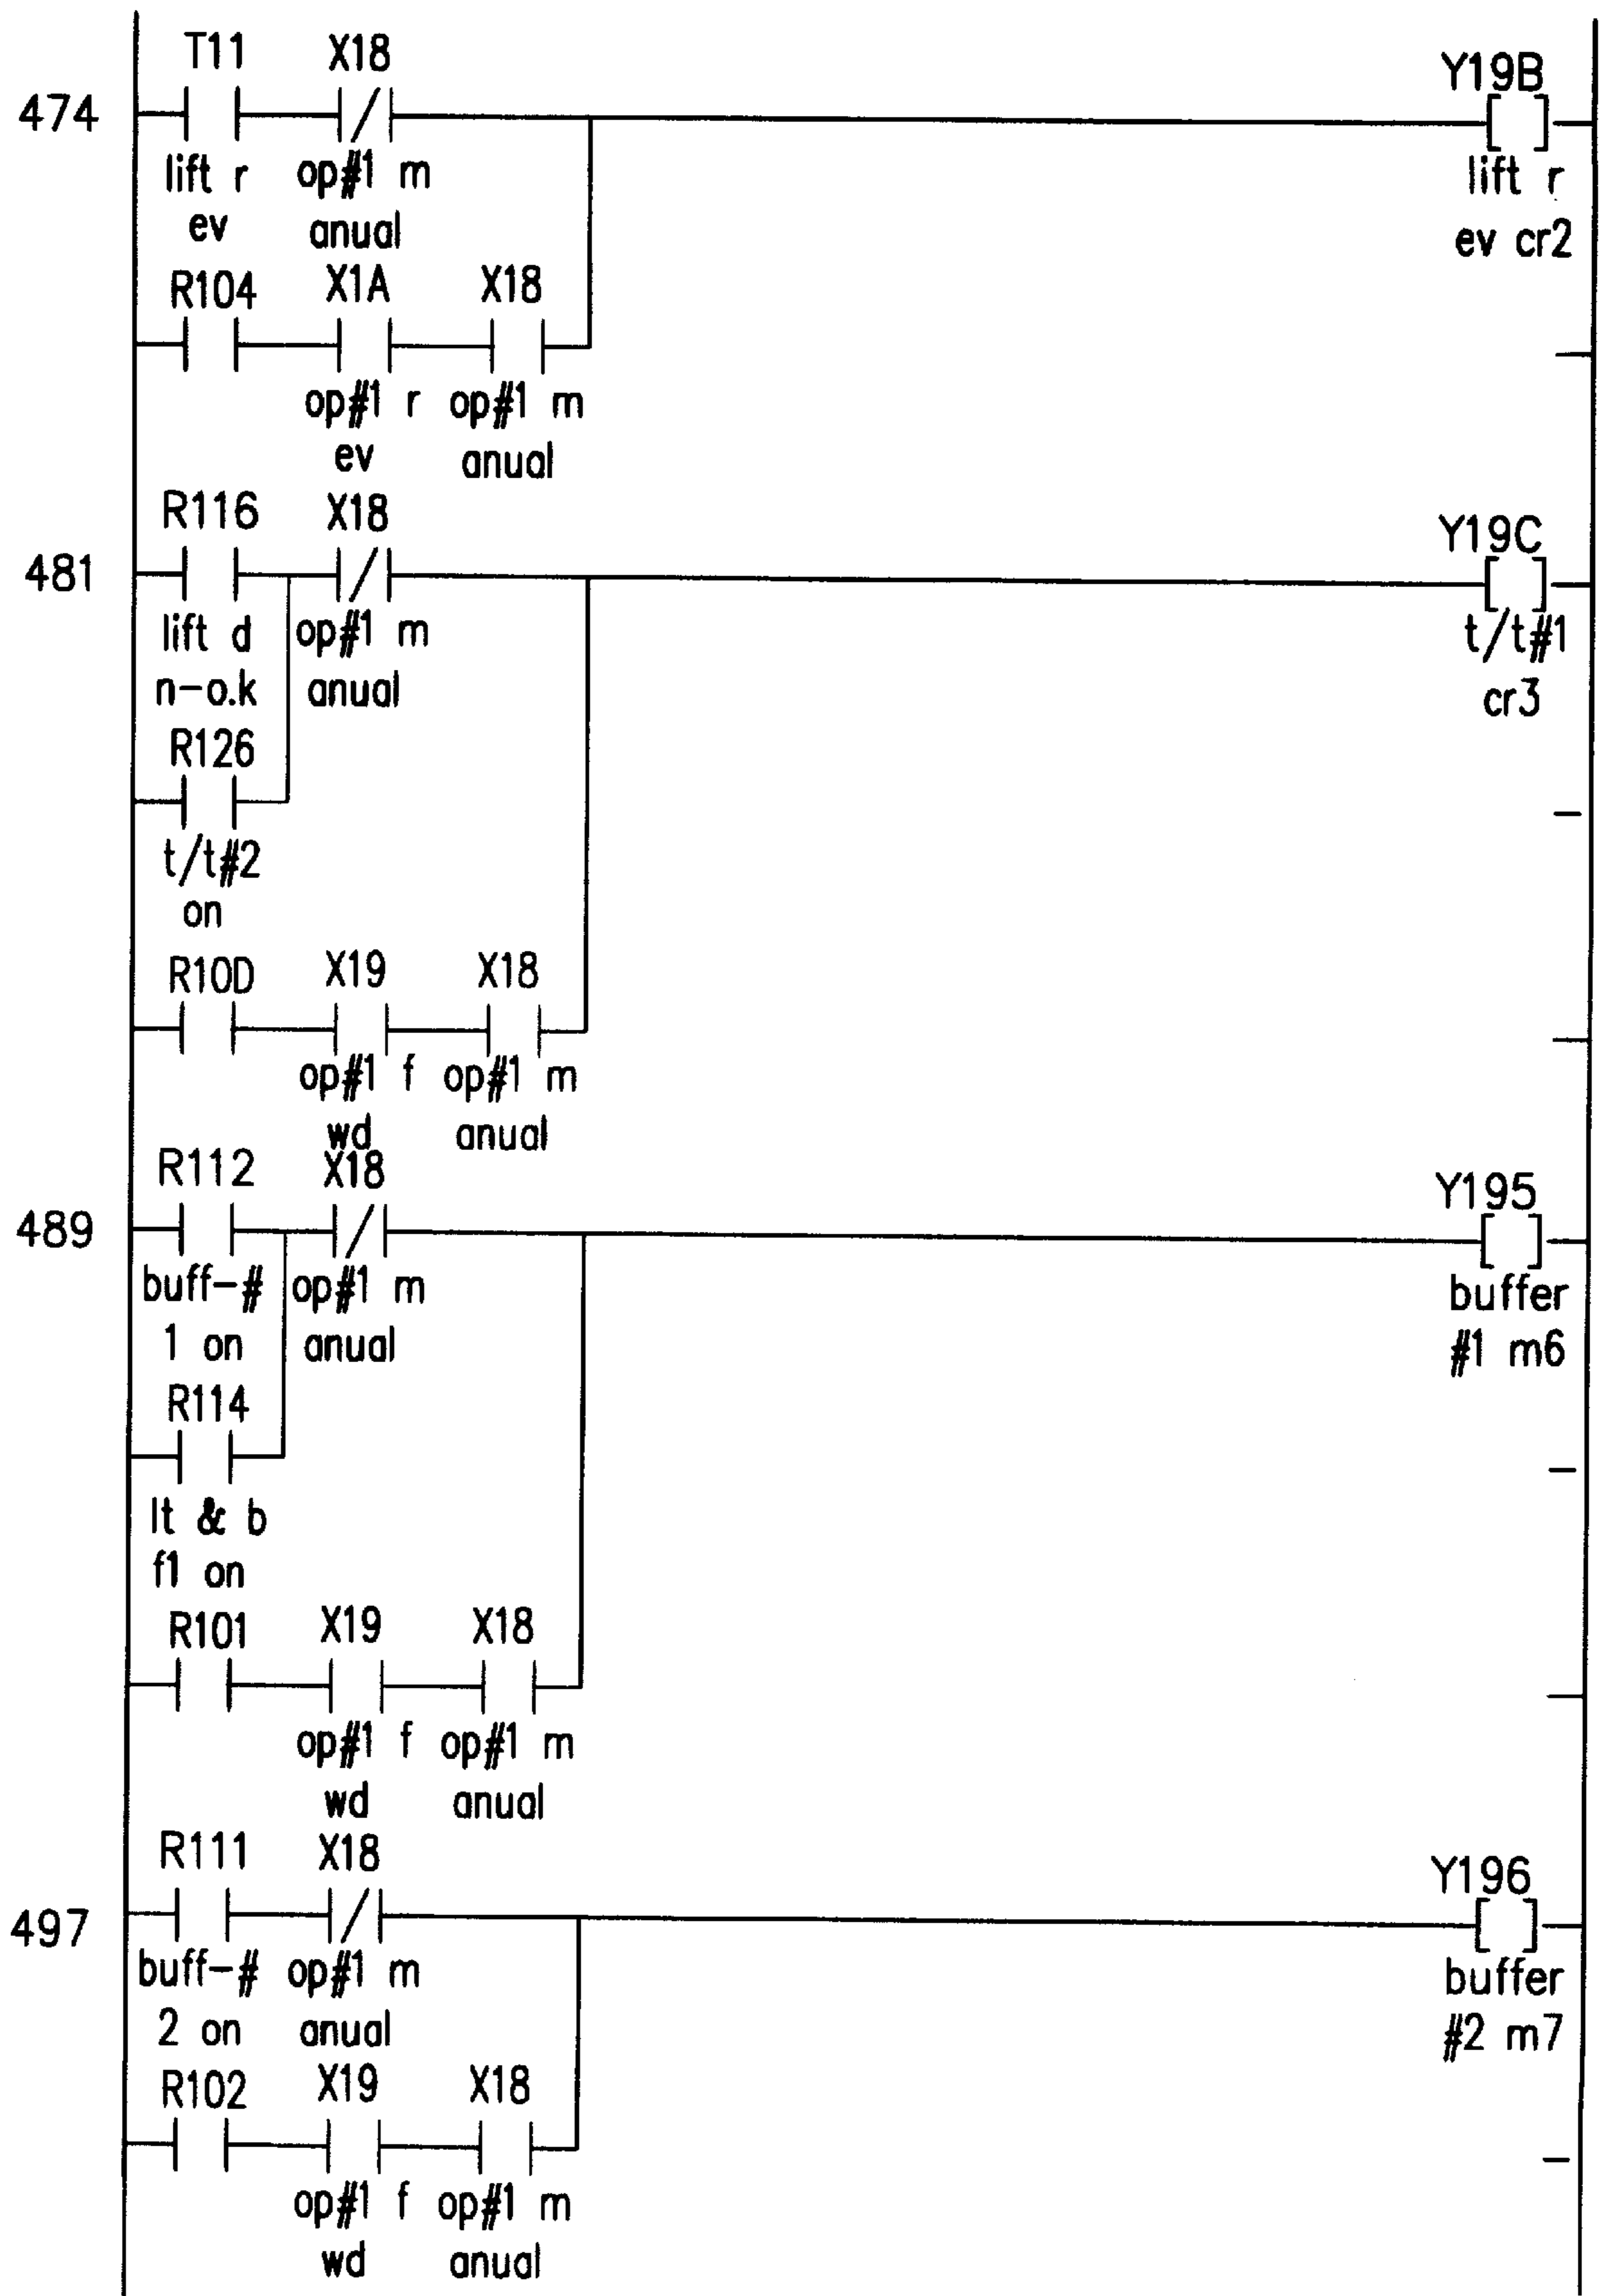 T11 X18 Y19B
474
lift r op#1 m lift r
ev anual ev cr2
R104 X1A X18
op#1 r op#1 m
ev anual
R116 X18 Y19C
481
lift d op#1 m t/t#1
n-o.k anual cr3
R126
t/t#2
on
R10D X19 X18
op#1 f op#1 m
wd anual
R112 X18 Y195
489
buff-# op#1 m buffer
1 on anual #1 m6
R114
lt & b
f1 on
R101 X19 X18
op#1 f op#1 m
wd anual
R111 X18 Y196
497
buff-# op#1 m buffer
2 on anual #2 m7
R102 X19 X18
op#1 f op#1 m
wd anual